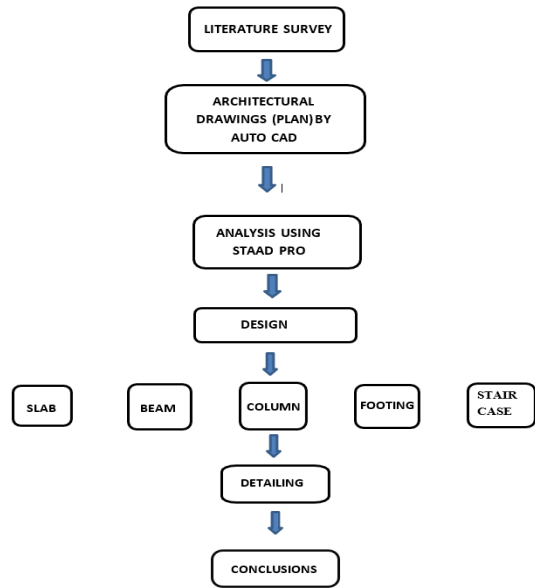 LITERATURE SURVEY
ARCHITECTURAL
DRAWINGS (PLAN) BY
AUTO CAD
ANALYSIS USING
STAAD PRO
DESIGN
SLAB
BEAM
COLUMN
FOOTING
STAIR
CASE
DETAILING
CONCLUSIONS